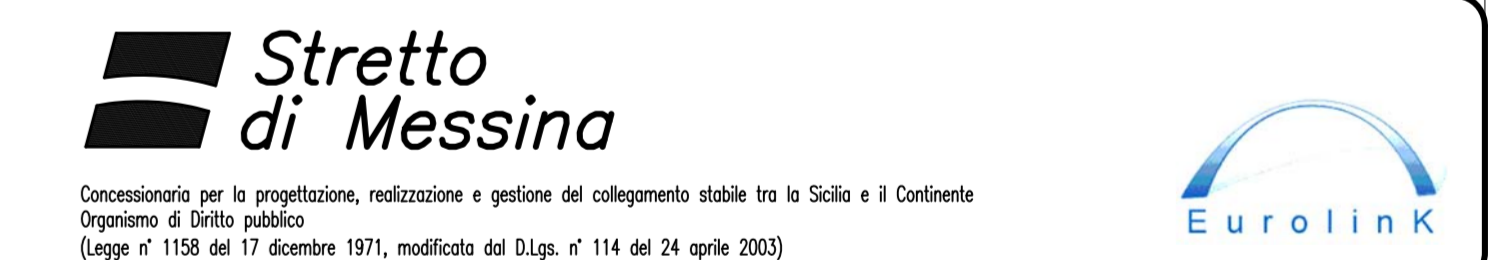 Stretto
di Messina
Concessionaria per la progettazione, realizzazione e gestione del collegamento stabile tra la Sicilia e il Continente
Organismo di Diritto pubblico
(Legge n° 1158 del 17 dicembre 1971, modificata dal D.Lgs. n° 114 del 24 aprile 2003)
EurolinK